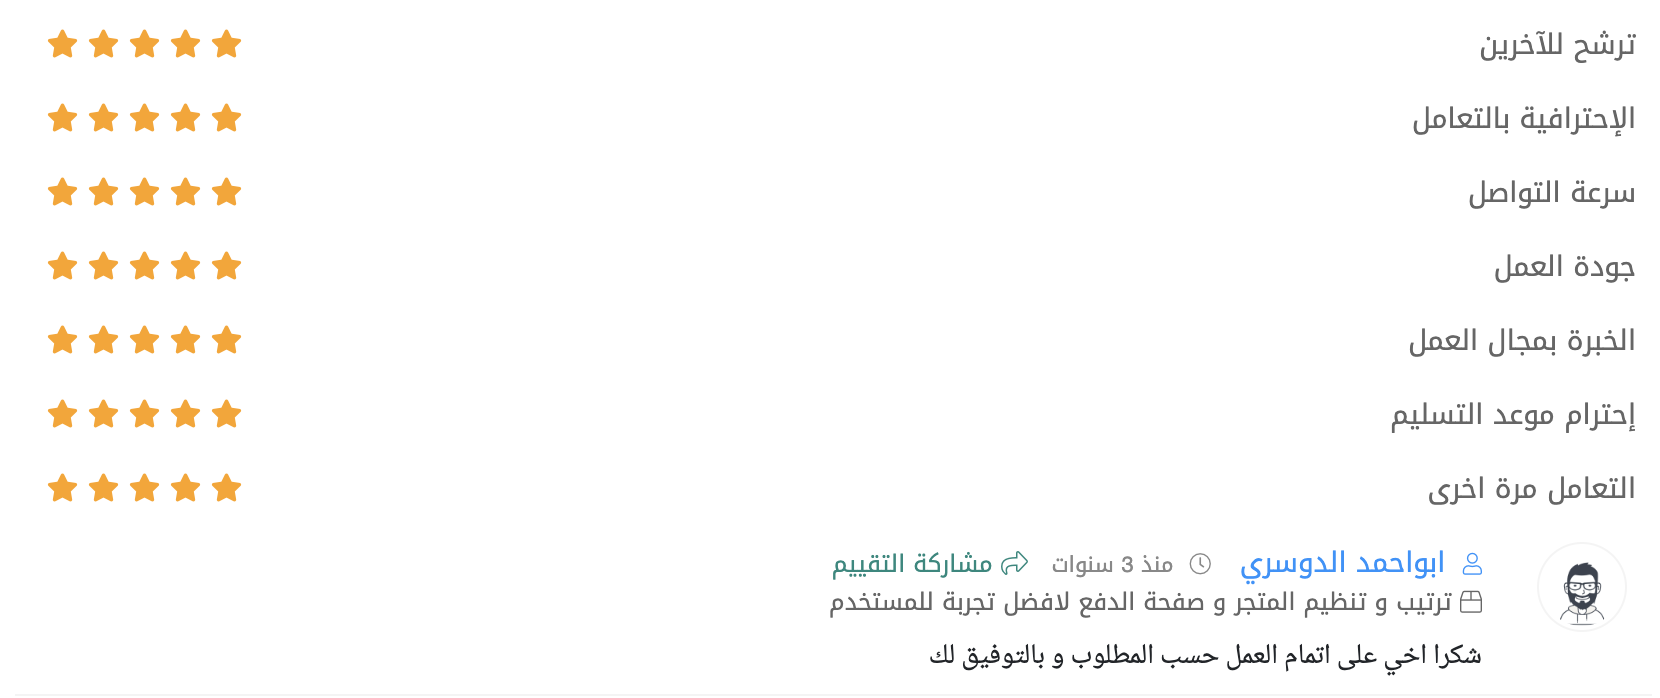 ترشح للآخرين
الإحترافية بالتعامل
سرعة التواصل
جودة العمل
الخبرة بمجال العمل
إحترام موعد التسليم
التعامل مرة اخرى
ابواحمد الدوسري منذ 3 سنوات مشاركة التقييم
ترتيب و تنظيم المتجر و صفحة الدفع لافضل تجربة للمستخدم
شكرا اخي على اتمام العمل حسب المطلوب و بالتوفيق لك